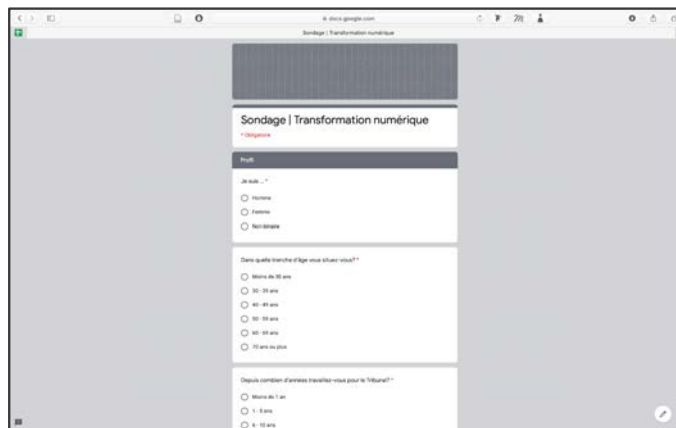 docs.google.com
Sondage | Transformation numérique
Sondage | Transformation numérique
* Obligatoire
Profil
Je suis ... *
Homme
Femme
Non binaire
Dans quelle tranche d'âge vous situez-vous? *
Moins de 30 ans
30 - 39 ans
40 - 49 ans
50 - 59 ans
60 - 69 ans
70 ans ou plus
Depuis combien d'années travaillez-vous pour le Tribunal? *
Moins de 1 an
1 - 5 ans
6 - 10 ans